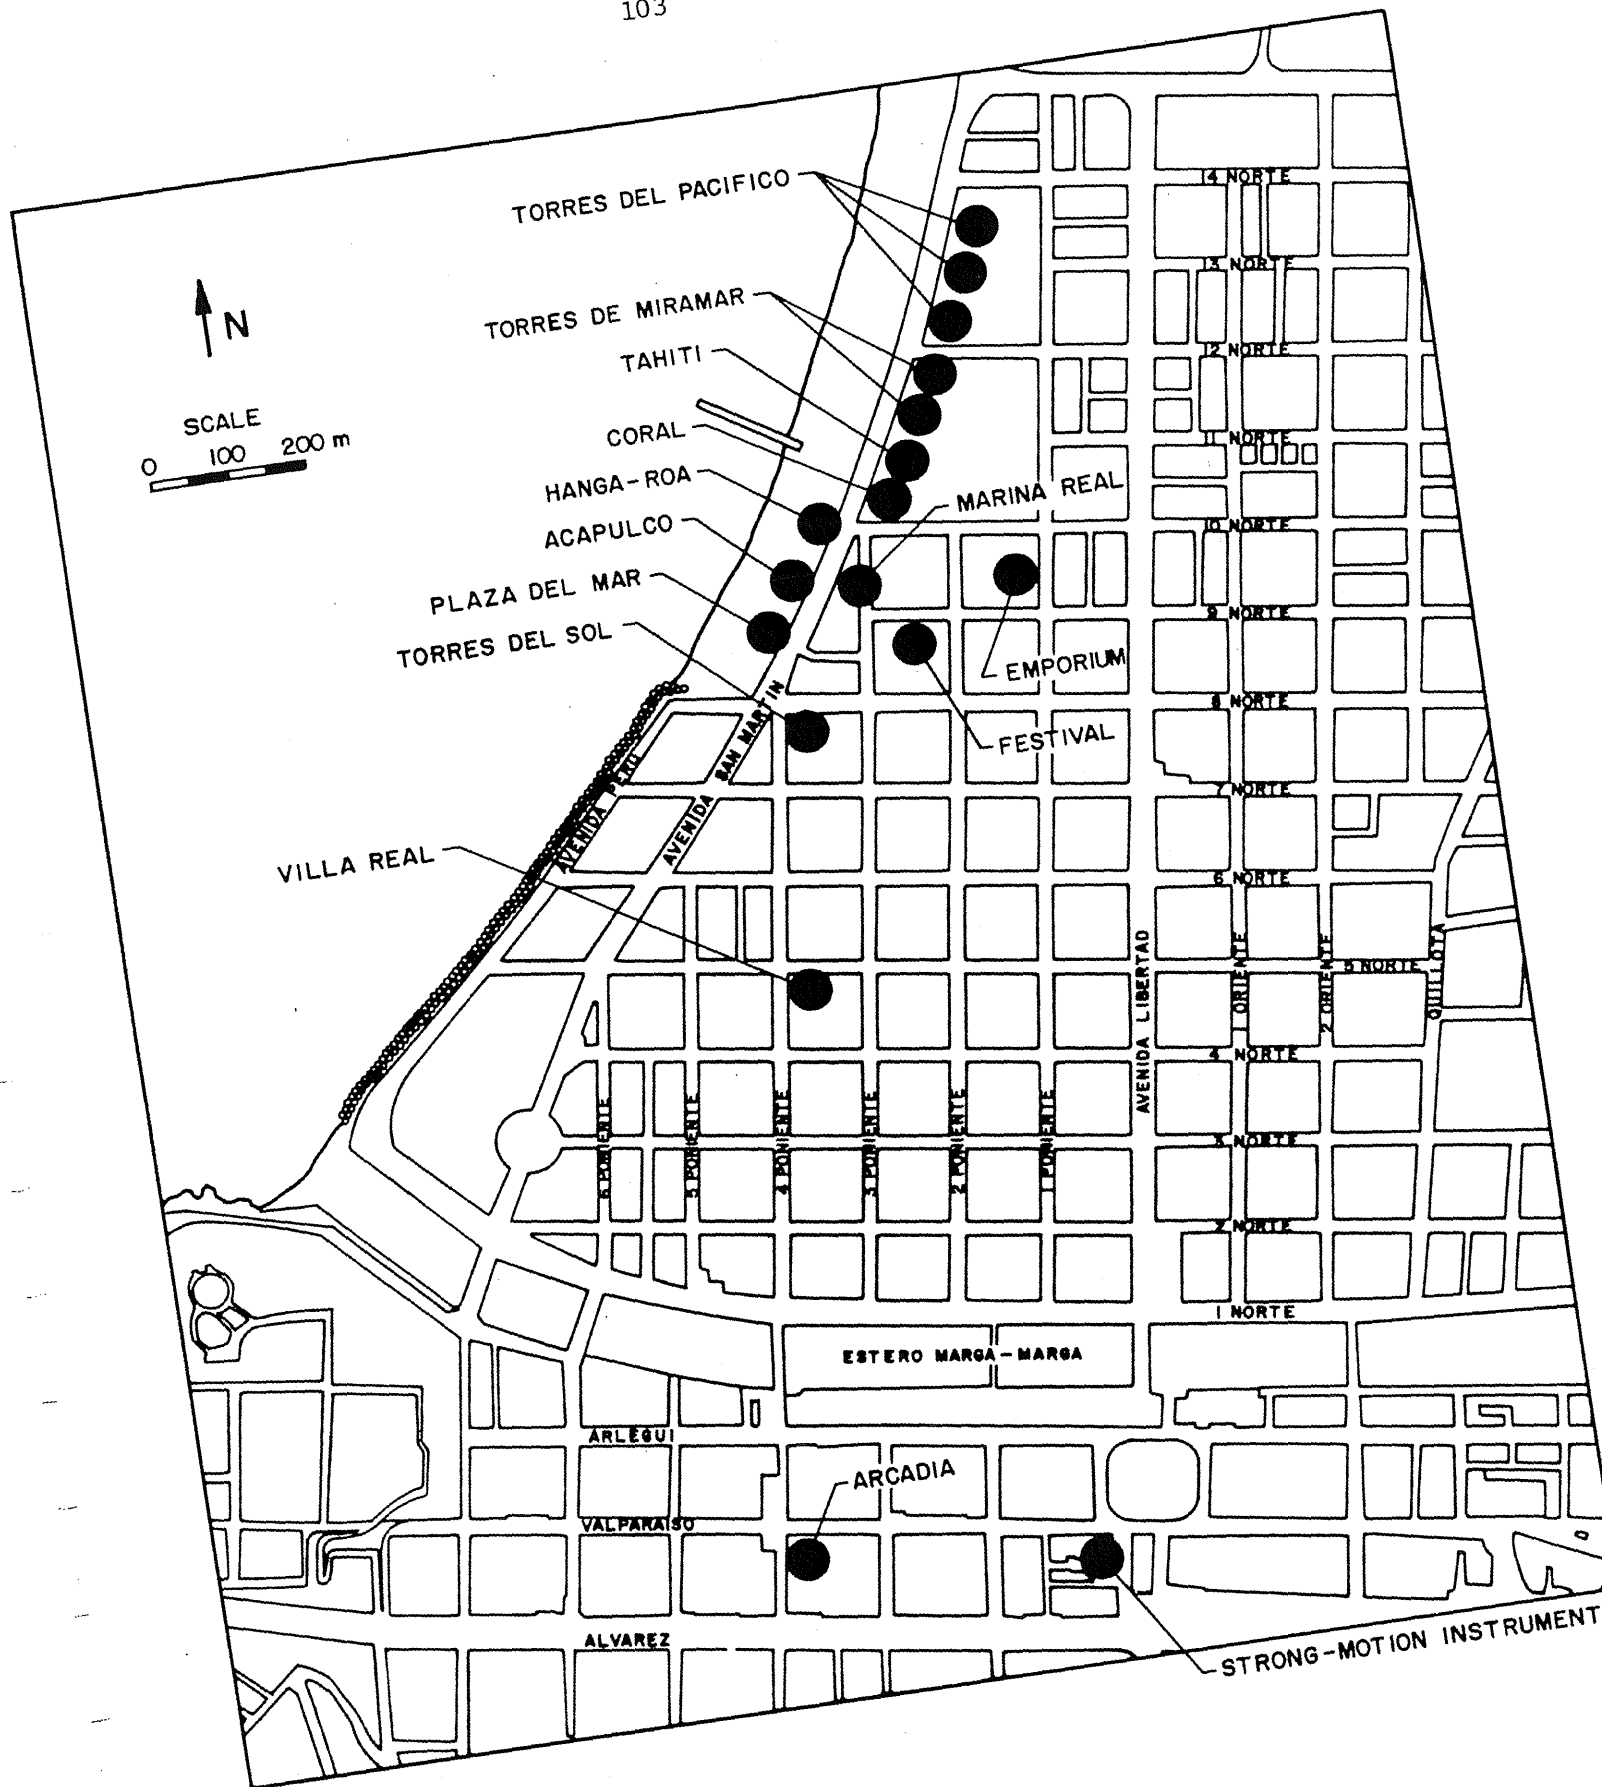 103
TORRES DEL PACIFICO
14 NORTE
13 NORTE
N
TORRES DE MIRAMAR
TAHITI
12 NORTE
SCALE
0 100 200 m
CORAL
11 NORTE
HANGA-ROA
MARINA REAL
ACAPULCO
10 NORTE
PLAZA DEL MAR
9 NORTE
TORRES DEL SOL
EMPORIUM
8 NORTE
FESTIVAL
AVENIDA PERU
AVENIDA SAN MARTIN
7 NORTE
VILLA REAL
6 NORTE
AVENIDA LIBERTAD
1 ORIENTE
2 ORIENTE
5 NORTE
QUILLOTA
4 NORTE
6 PONIENTE
5 PONIENTE
4 PONIENTE
3 PONIENTE
2 PONIENTE
1 PONIENTE
3 NORTE
2 NORTE
1 NORTE
ESTERO MARGA-MARGA
ARLEGUI
ARCADIA
VALPARAISO
ALVAREZ
STRONG-MOTION INSTRUMENT